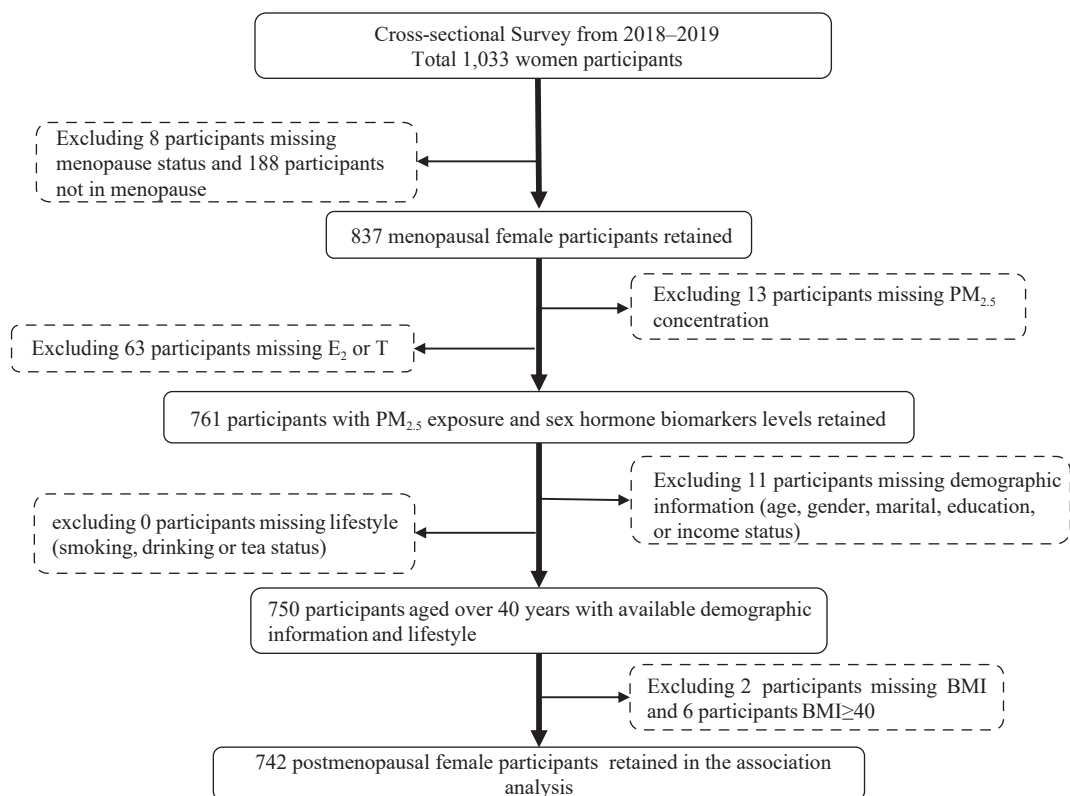 Cross-sectional Survey from 2018–2019
Total 1,033 women participants
Excluding 8 participants missing
menopause status and 188 participants
not in menopause
837 menopausal female participants retained
Excluding 13 participants missing PM2.5
concentration
Excluding 63 participants missing E2 or T
761 participants with PM2.5 exposure and sex hormone biomarkers levels retained
Excluding 11 participants missing demographic
information (age, gender, marital, education,
or income status)
excluding 0 participants missing lifestyle
(smoking, drinking or tea status)
750 participants aged over 40 years with available demographic
information and lifestyle
Excluding 2 participants missing BMI
and 6 participants BMI≥40
742 postmenopausal female participants retained in the association
analysis